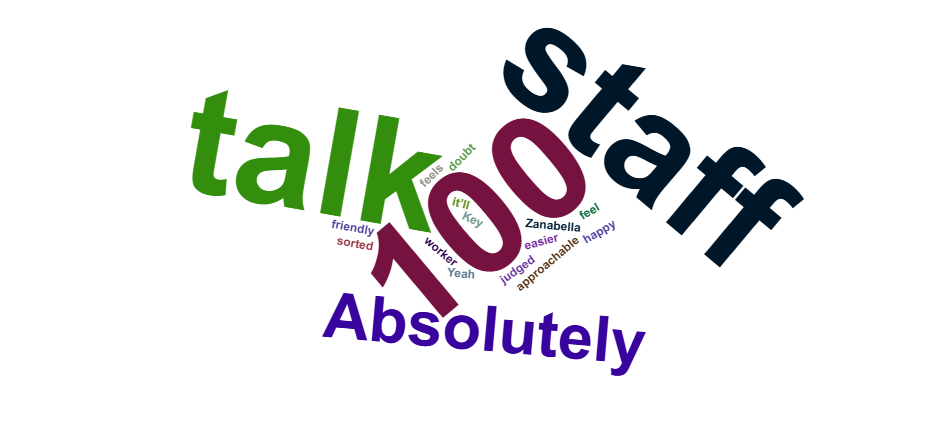 staff
talk
100
doubt
feels
it'll
Key
feel
friendly
Zanabella
happy
sorted
worker
easier
Yeah
judged
approachable
Absolutely